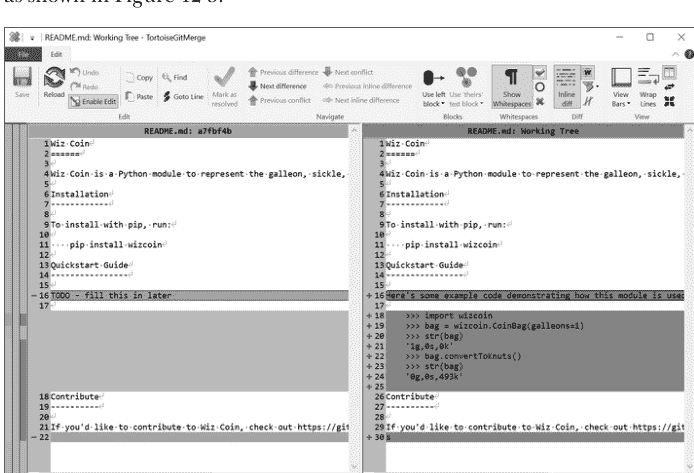 as shown in Figure 12-8.
README.md: Working Tree - TortoiseGitMerge
File Edit
Save
Reload
Undo
Redo
Enable Edit
Copy
Paste
Find
Goto Line
Mark as resolved
Edit
Previous difference
Next difference
Previous conflict
Next conflict
Previous inline difference
Next inline difference
Navigate
Use left block
Use 'theirs' text block
Blocks
Show Whitespaces
Whitespaces
Inline diff
Diff
View Bars
Wrap Lines
View
README.md: a7fbf4b
1 Wiz·Coin
2 ======
3
4 Wiz·Coin·is·a·Python·module·to·represent·the·galleon,·sickle,·
5
6 Installation
7 ------------
8
9 To·install·with·pip,·run:
10
11 ····pip·install·wizcoin
12
13 Quickstart·Guide
14 ----------------
15
16 TODO - fill this in later
17
18 Contribute
19 ----------
20
21 If·you'd·like·to·contribute·to·Wiz·Coin,·check·out·https://git
22
README.md: Working Tree
1 Wiz·Coin
2 ======
3
4 Wiz·Coin·is·a·Python·module·to·represent·the·galleon,·sickle,·
5
6 Installation
7 ------------
8
9 To·install·with·pip,·run:
10
11 ····pip·install·wizcoin
12
13 Quickstart·Guide
14 ----------------
15
16 Here's some example code demonstrating how this module is used
17
18 >>> import wizcoin
19 >>> bag = wizcoin.CoinBag(galleons=1)
20 >>> str(bag)
21 '1g,0s,0k'
22 >>> bag.convertToKnuts()
23 >>> str(bag)
24 '0g,0s,493k'
25
26 Contribute
27 ----------
28
29 If·you'd·like·to·contribute·to·Wiz·Coin,·check·out·https://git
30 s